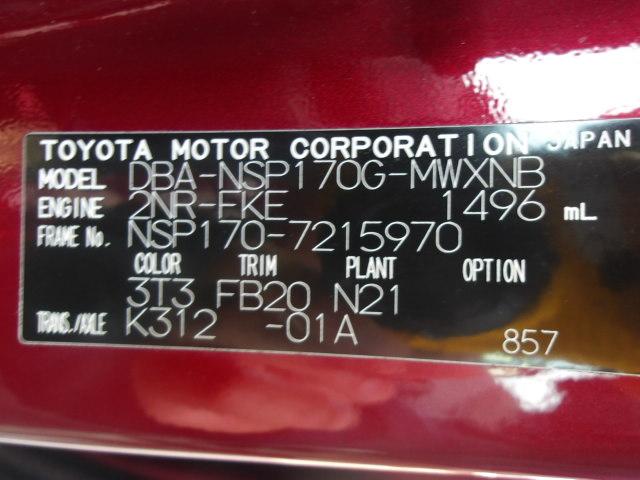 TOYOTA MOTOR CORPORATION JAPAN
MODEL DBA-NSP170G-MWXNB
ENGINE 2NR-FKE 1496 mL
FRAME No. NSP170-7215970
COLOR TRIM PLANT OPTION
3T3 FB20 N21
TRANS./AXLE K312 -01A
857